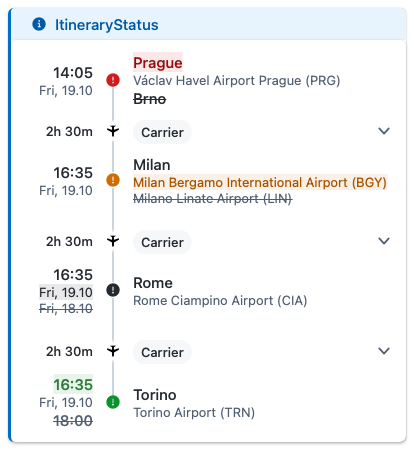 ItineraryStatus
14:05
Prague
Fri, 19.10
Václav Havel Airport Prague (PRG)
Brno
2h 30m
Carrier
16:35
Milan
Fri, 19.10
Milan Bergamo International Airport (BGY)
Milano Linate Airport (LIN)
2h 30m
Carrier
16:35
Rome
Fri, 19.10
Rome Ciampino Airport (CIA)
Fri, 18.10
2h 30m
Carrier
16:35
Torino
Fri, 19.10
Torino Airport (TRN)
18:00